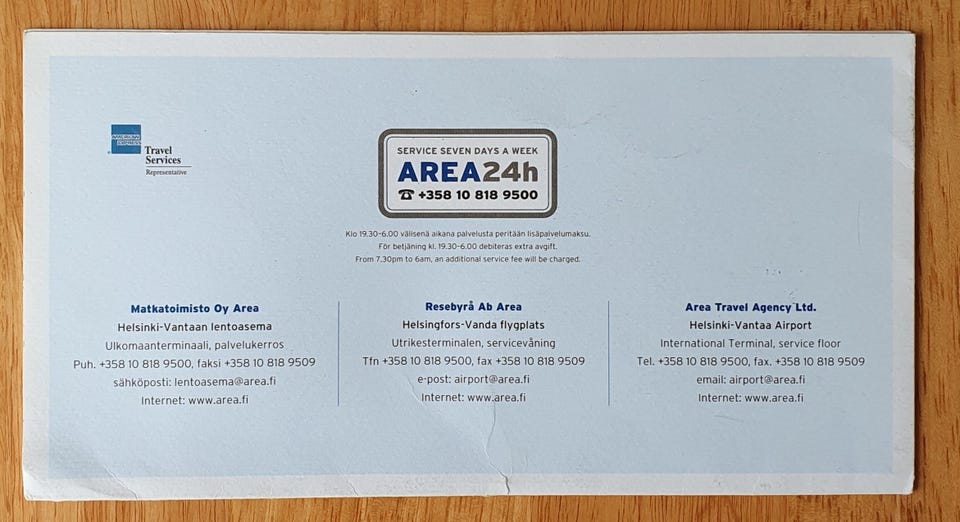 AMERICAN
EXPRESS
®
Travel
Services
Representative
SERVICE SEVEN DAYS A WEEK
AREA24h
☎ +358 10 818 9500
Klo 19.30-6.00 välisenä aikana palvelusta peritään lisäpalvelumaksu.
För betjäning kl. 19.30-6.00 debiteras extra avgift.
From 7.30pm to 6am, an additional service fee will be charged.
Matkatoimisto Oy Area
Helsinki-Vantaan lentoasema
Ulkomaanterminaali, palvelukerros
Puh. +358 10 818 9500, faksi +358 10 818 9509
sähköposti: lentoasema@area.fi
Internet: www.area.fi
Resebyrå Ab Area
Helsingfors-Vanda flygplats
Utrikesterminalen, servicevåning
Tfn +358 10 818 9500, fax +358 10 818 9509
e-post: airport@area.fi
Internet: www.area.fi
Area Travel Agency Ltd.
Helsinki-Vantaa Airport
International Terminal, service floor
Tel. +358 10 818 9500, fax. +358 10 818 9509
email: airport@area.fi
Internet: www.area.fi